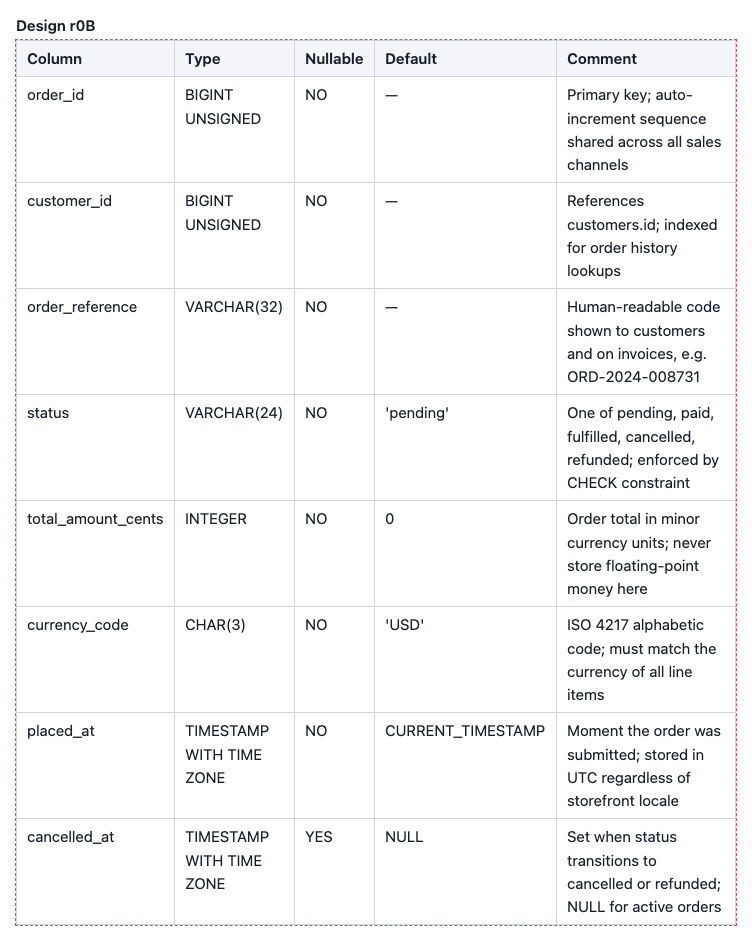 Design r0B
Column Type Nullable Default Comment
order_id BIGINT NO — Primary key; auto-
UNSIGNED increment sequence
shared across all sales
channels
customer_id BIGINT NO — References
UNSIGNED customers.id; indexed
for order history
lookups
order_reference VARCHAR(32) NO — Human-readable code
shown to customers
and on invoices, e.g.
ORD-2024-008731
status VARCHAR(24) NO 'pending' One of pending, paid,
fulfilled, cancelled,
refunded; enforced by
CHECK constraint
total_amount_cents INTEGER NO 0 Order total in minor
currency units; never
store floating-point
money here
currency_code CHAR(3) NO 'USD' ISO 4217 alphabetic
code; must match the
currency of all line
items
placed_at TIMESTAMP NO CURRENT_TIMESTAMP Moment the order was
WITH TIME submitted; stored in
ZONE UTC regardless of
storefront locale
cancelled_at TIMESTAMP YES NULL Set when status
WITH TIME transitions to
ZONE cancelled or refunded;
NULL for active orders